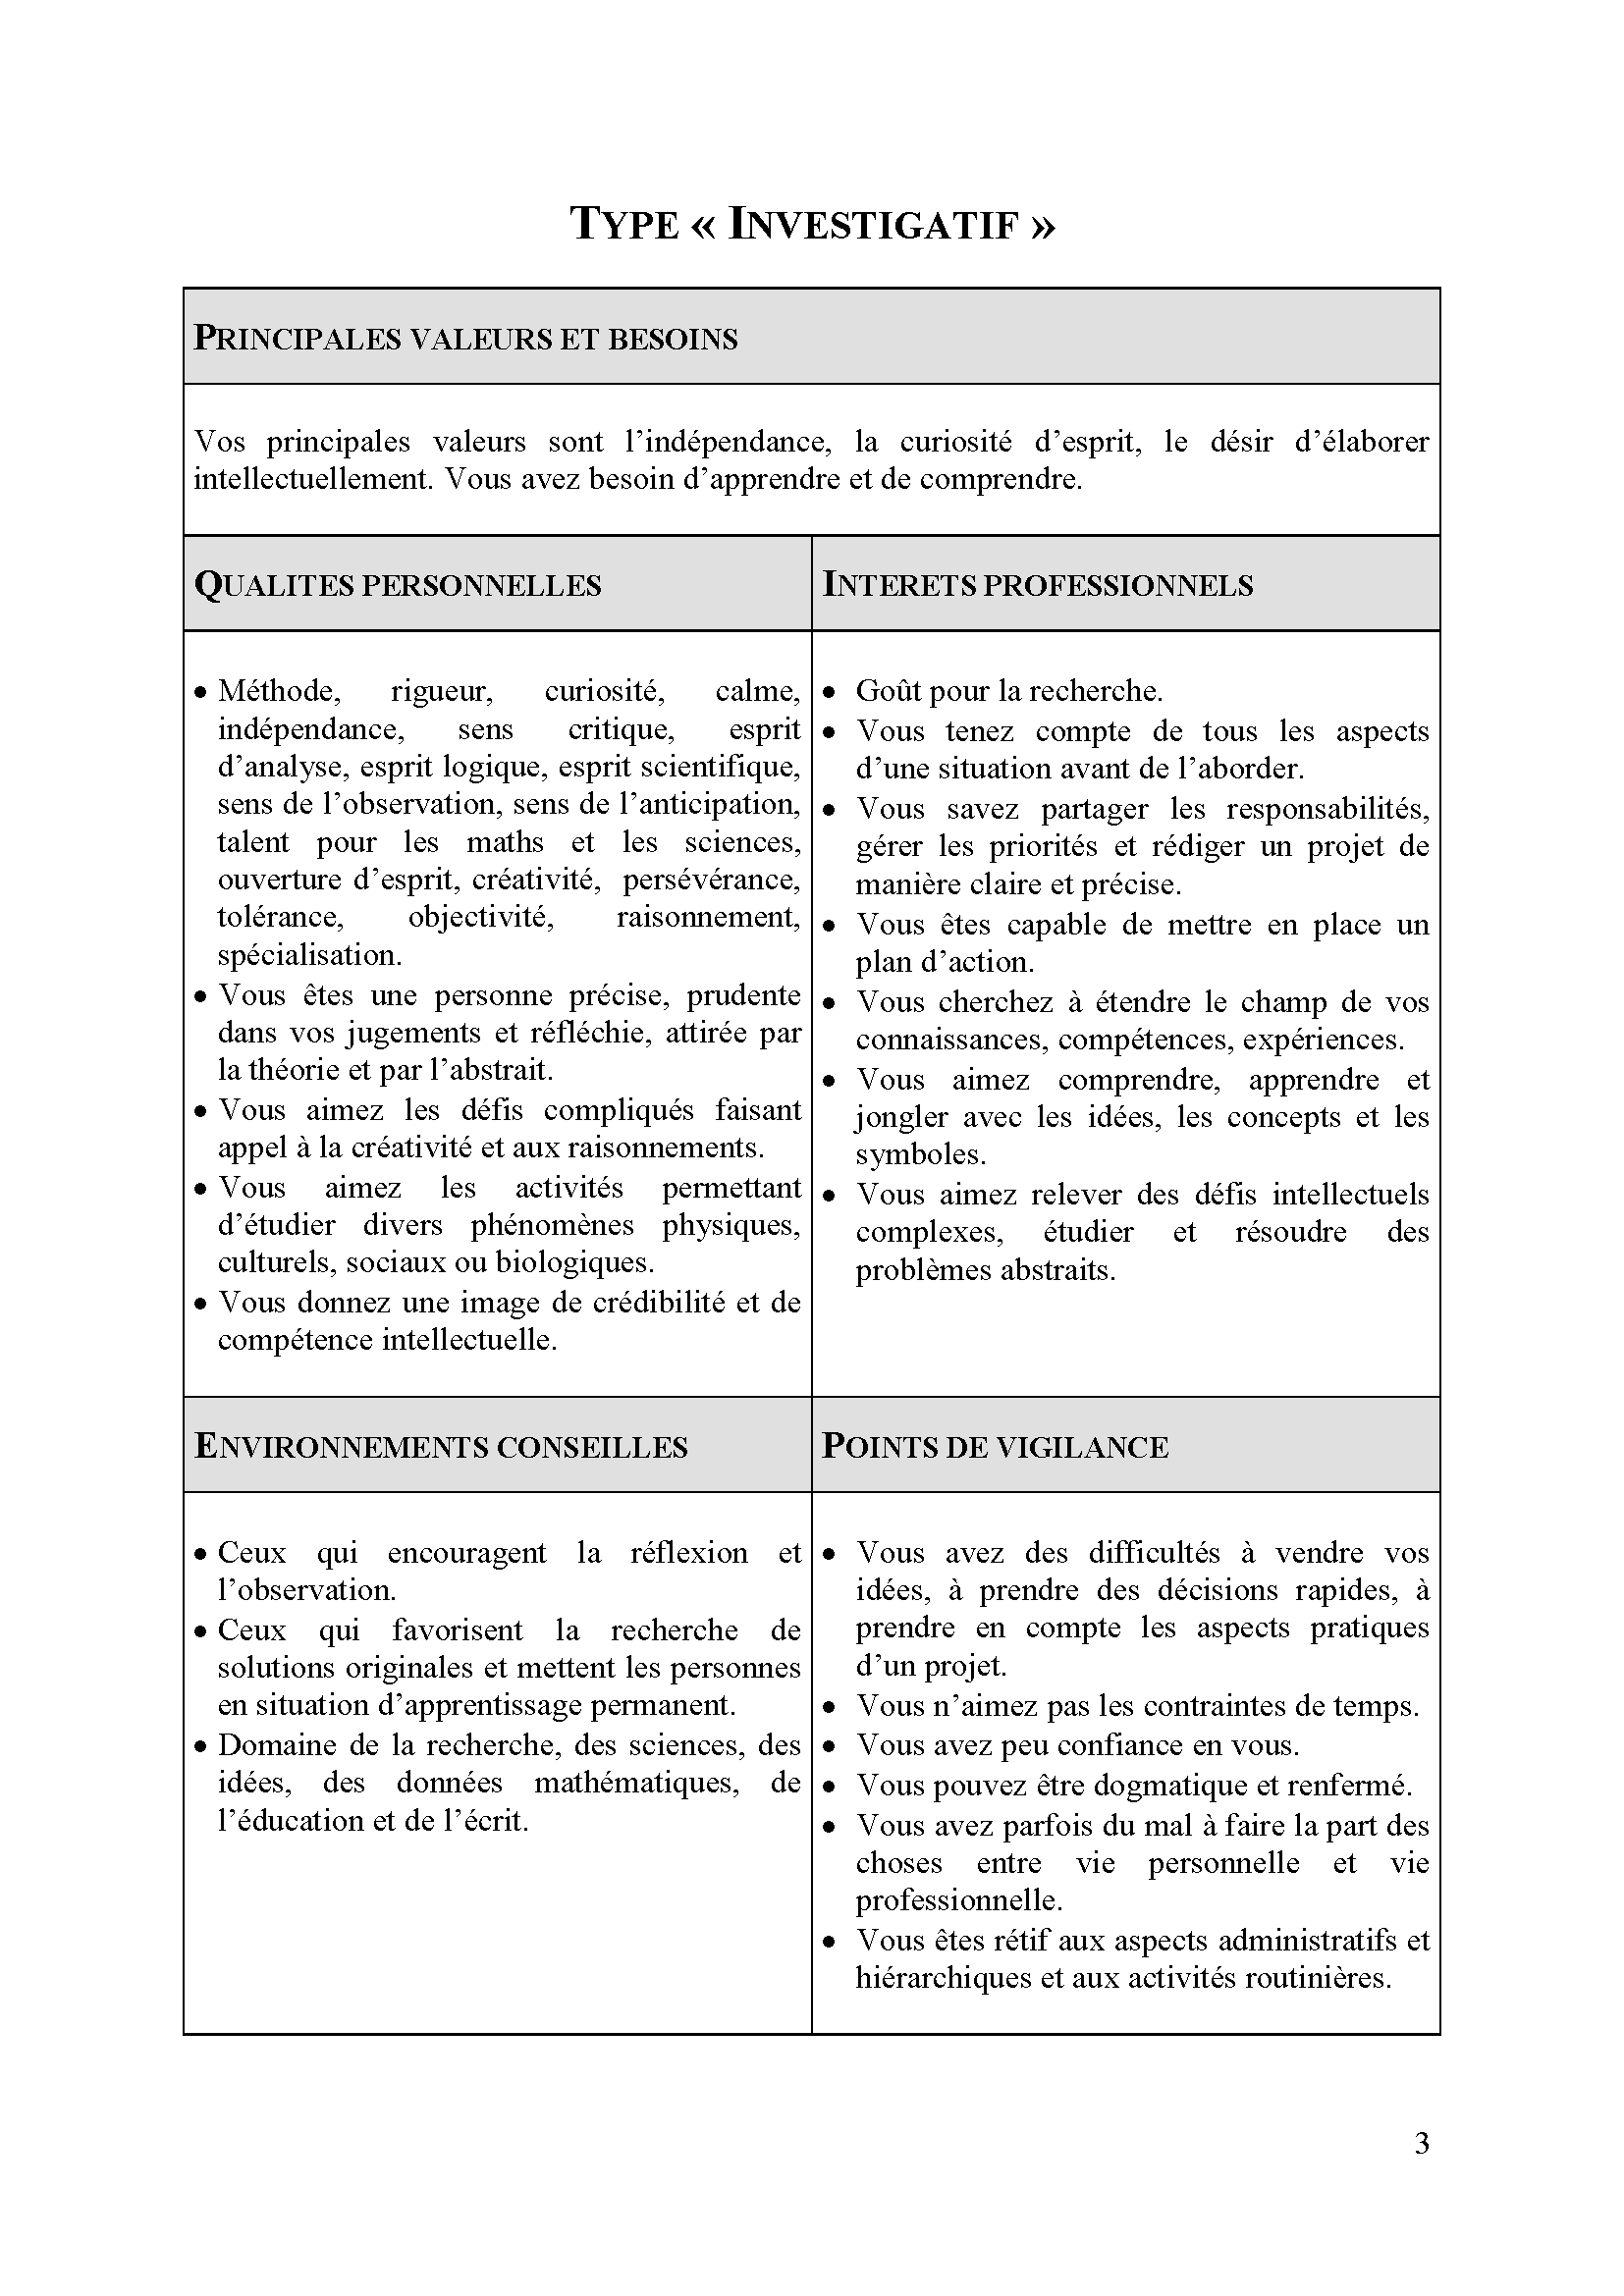 TYPE « INVESTIGATIF »
PRINCIPALES VALEURS ET BESOINS
Vos principales valeurs sont l’indépendance, la curiosité d’esprit, le désir d’élaborer
intellectuellement. Vous avez besoin d’apprendre et de comprendre.
QUALITES PERSONNELLES
• Méthode, rigueur, curiosité, calme,
indépendance, sens critique, esprit
d’analyse, esprit logique, esprit scientifique,
sens de l’observation, sens de l’anticipation,
talent pour les maths et les sciences,
ouverture d’esprit, créativité, persévérance,
tolérance, objectivité, raisonnement,
spécialisation.
• Vous êtes une personne précise, prudente
dans vos jugements et réfléchie, attirée par
la théorie et par l’abstrait.
• Vous aimez les défis compliqués faisant
appel à la créativité et aux raisonnements.
• Vous aimez les activités permettant
d’étudier divers phénomènes physiques,
culturels, sociaux ou biologiques.
• Vous donnez une image de crédibilité et de
compétence intellectuelle.
INTERETS PROFESSIONNELS
• Goût pour la recherche.
• Vous tenez compte de tous les aspects
d’une situation avant de l’aborder.
• Vous savez partager les responsabilités,
gérer les priorités et rédiger un projet de
manière claire et précise.
• Vous êtes capable de mettre en place un
plan d’action.
• Vous cherchez à étendre le champ de vos
connaissances, compétences, expériences.
• Vous aimez comprendre, apprendre et
jongler avec les idées, les concepts et les
symboles.
• Vous aimez relever des défis intellectuels
complexes, étudier et résoudre des
problèmes abstraits.
ENVIRONNEMENTS CONSEILLES
• Ceux qui encouragent la réflexion et
l’observation.
• Ceux qui favorisent la recherche de
solutions originales et mettent les personnes
en situation d’apprentissage permanent.
• Domaine de la recherche, des sciences, des
idées, des données mathématiques, de
l’éducation et de l’écrit.
POINTS DE VIGILANCE
• Vous avez des difficultés à vendre vos
idées, à prendre des décisions rapides, à
prendre en compte les aspects pratiques
d’un projet.
• Vous n’aimez pas les contraintes de temps.
• Vous avez peu confiance en vous.
• Vous pouvez être dogmatique et renfermé.
• Vous avez parfois du mal à faire la part des
choses entre vie personnelle et vie
professionnelle.
• Vous êtes rétif aux aspects administratifs et
hiérarchiques et aux activités routinières.
3